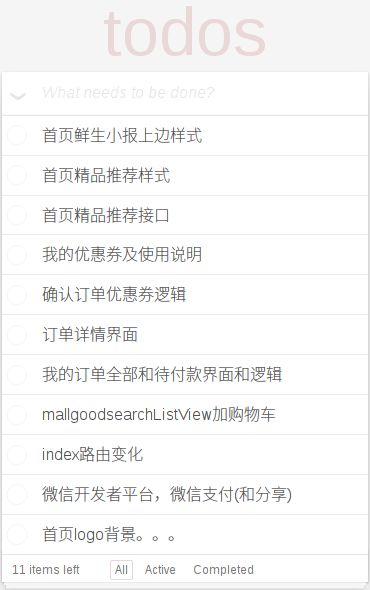 todos
What needs to be done?
首页鲜生小报上边样式
首页精品推荐样式
首页精品推荐接口
我的优惠券及使用说明
确认订单优惠券逻辑
订单详情界面
我的订单全部和待付款界面和逻辑
mallgoodsearchListView加购物车
index路由变化
微信开发者平台，微信支付(和分享)
首页logo背景。。。
11 items left All Active Completed